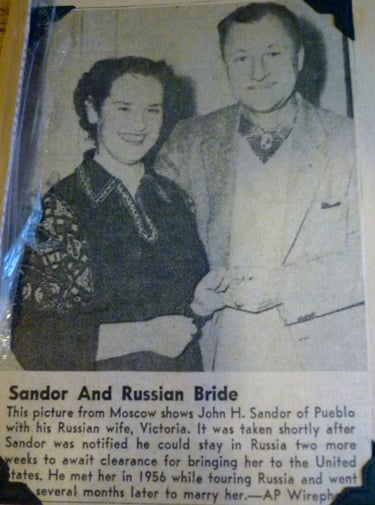 Sandor And Russian Bride
This picture from Moscow shows John H. Sandor of Pueblo
with his Russian wife, Victoria. It was taken shortly after
Sandor was notified he could stay in Russia two more
weeks to await clearance for bringing her to the United
States. He met her in 1956 while touring Russia and went
several months later to marry her.—AP